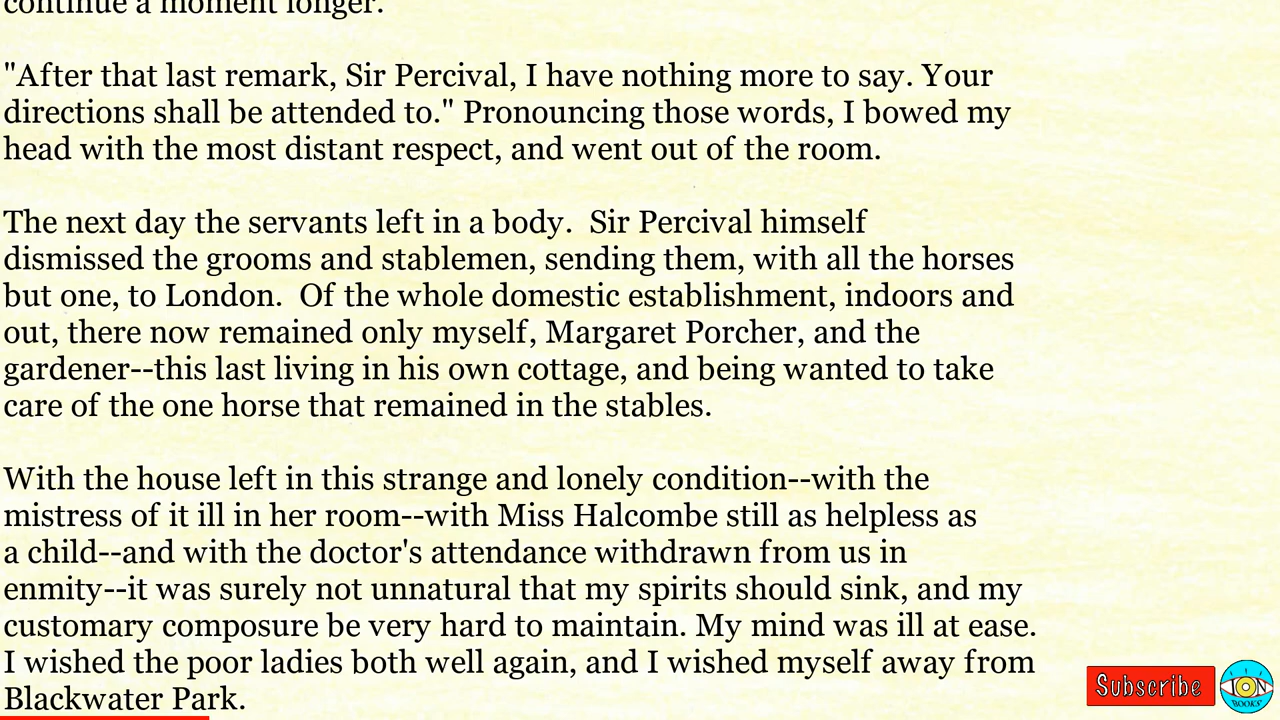 continue a moment longer.
"After that last remark, Sir Percival, I have nothing more to say. Your
directions shall be attended to." Pronouncing those words, I bowed my
head with the most distant respect, and went out of the room.
The next day the servants left in a body.  Sir Percival himself
dismissed the grooms and stablemen, sending them, with all the horses
but one, to London.  Of the whole domestic establishment, indoors and
out, there now remained only myself, Margaret Porcher, and the
gardener--this last living in his own cottage, and being wanted to take
care of the one horse that remained in the stables.
With the house left in this strange and lonely condition--with the
mistress of it ill in her room--with Miss Halcombe still as helpless as
a child--and with the doctor's attendance withdrawn from us in
enmity--it was surely not unnatural that my spirits should sink, and my
customary composure be very hard to maintain. My mind was ill at ease.
I wished the poor ladies both well again, and I wished myself away from
Blackwater Park.
Subscribe
ION
BOOKS